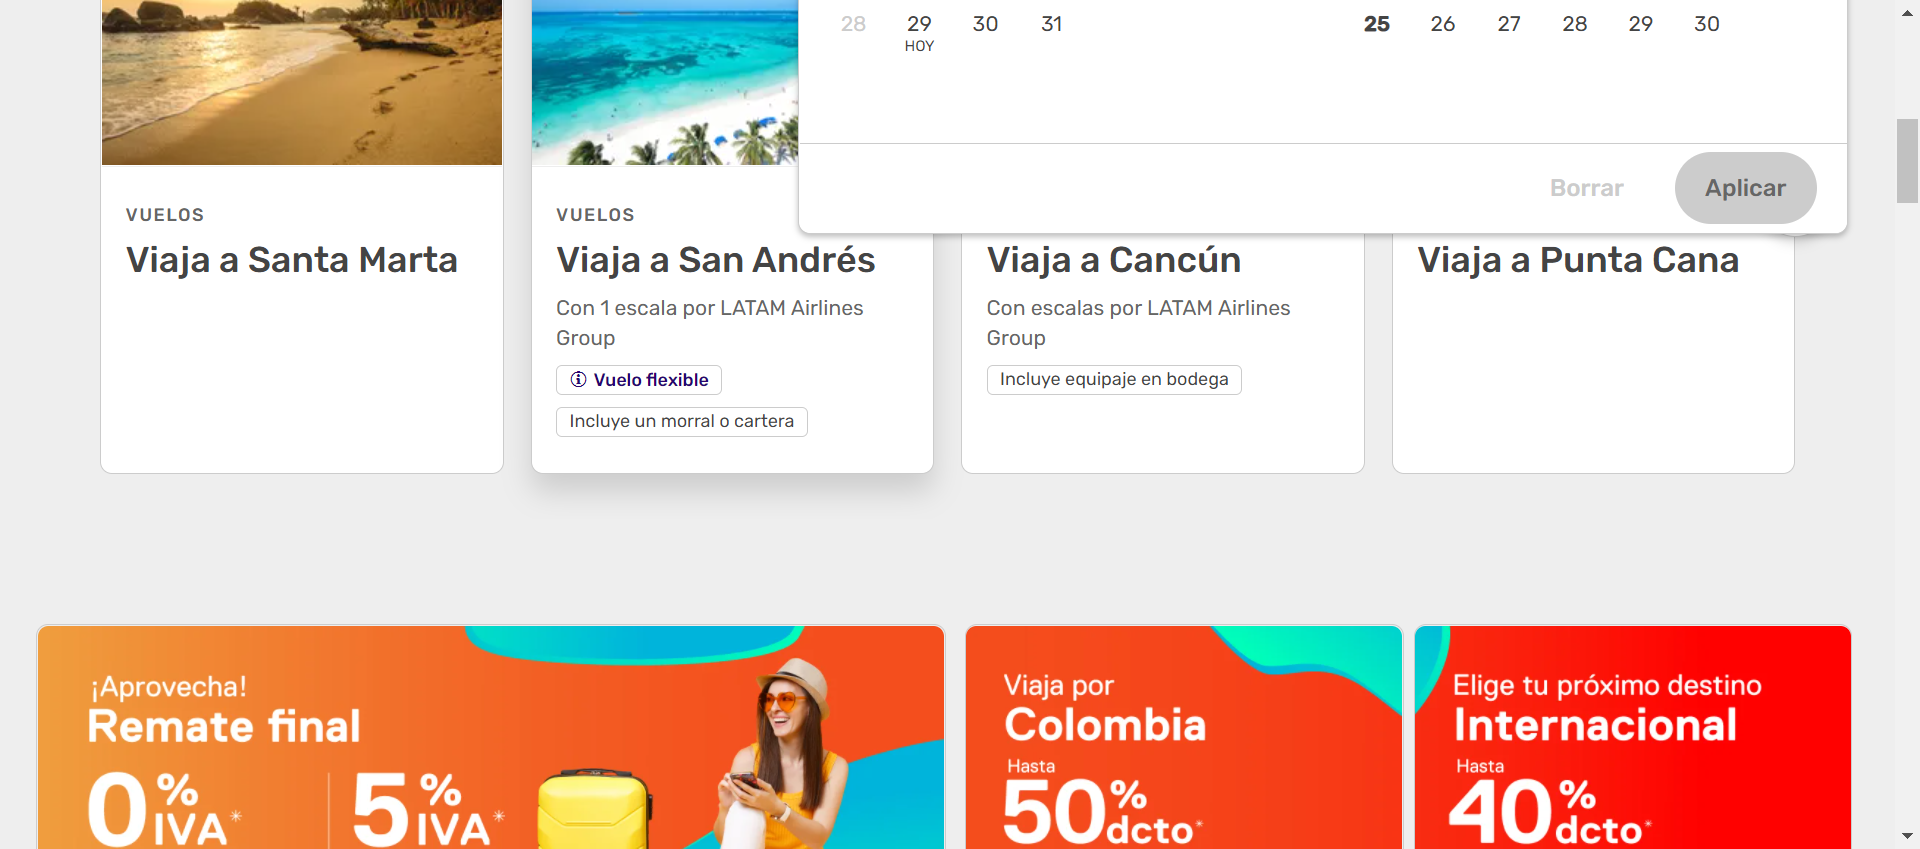 28 29 30 31 25 26 27 28 29 30
HOY
Borrar Aplicar
VUELOS
Viaja a Santa Marta
VUELOS
Viaja a San Andrés
Con 1 escala por LATAM Airlines
Group
Vuelo flexible
Incluye un morral o cartera
Viaja a Cancún
Con escalas por LATAM Airlines
Group
Incluye equipaje en bodega
Viaja a Punta Cana
¡Aprovecha!
Remate final
0% IVA* 5% IVA*
Viaja por
Colombia
Hasta
50% dcto*
Elige tu próximo destino
Internacional
Hasta
40% dcto*